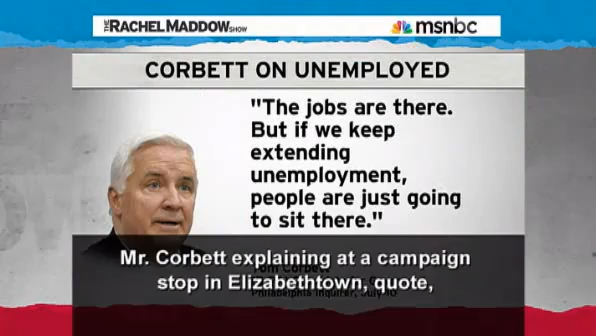 THE RACHEL MADDOW SHOW
msnbc
CORBETT ON UNEMPLOYED
"The jobs are there.
But if we keep
extending
unemployment,
people are just going
to sit there."
Mr. Corbett explaining at a campaign
stop in Elizabethtown, quote,
Philadelphia Inquirer, July